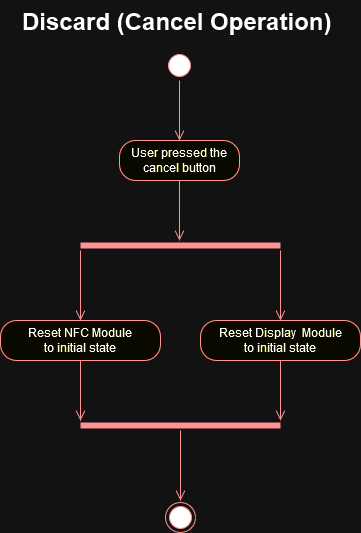 Discard (Cancel Operation)
User pressed the
cancel button
Reset NFC Module
to initial state
Reset Display Module
to initial state